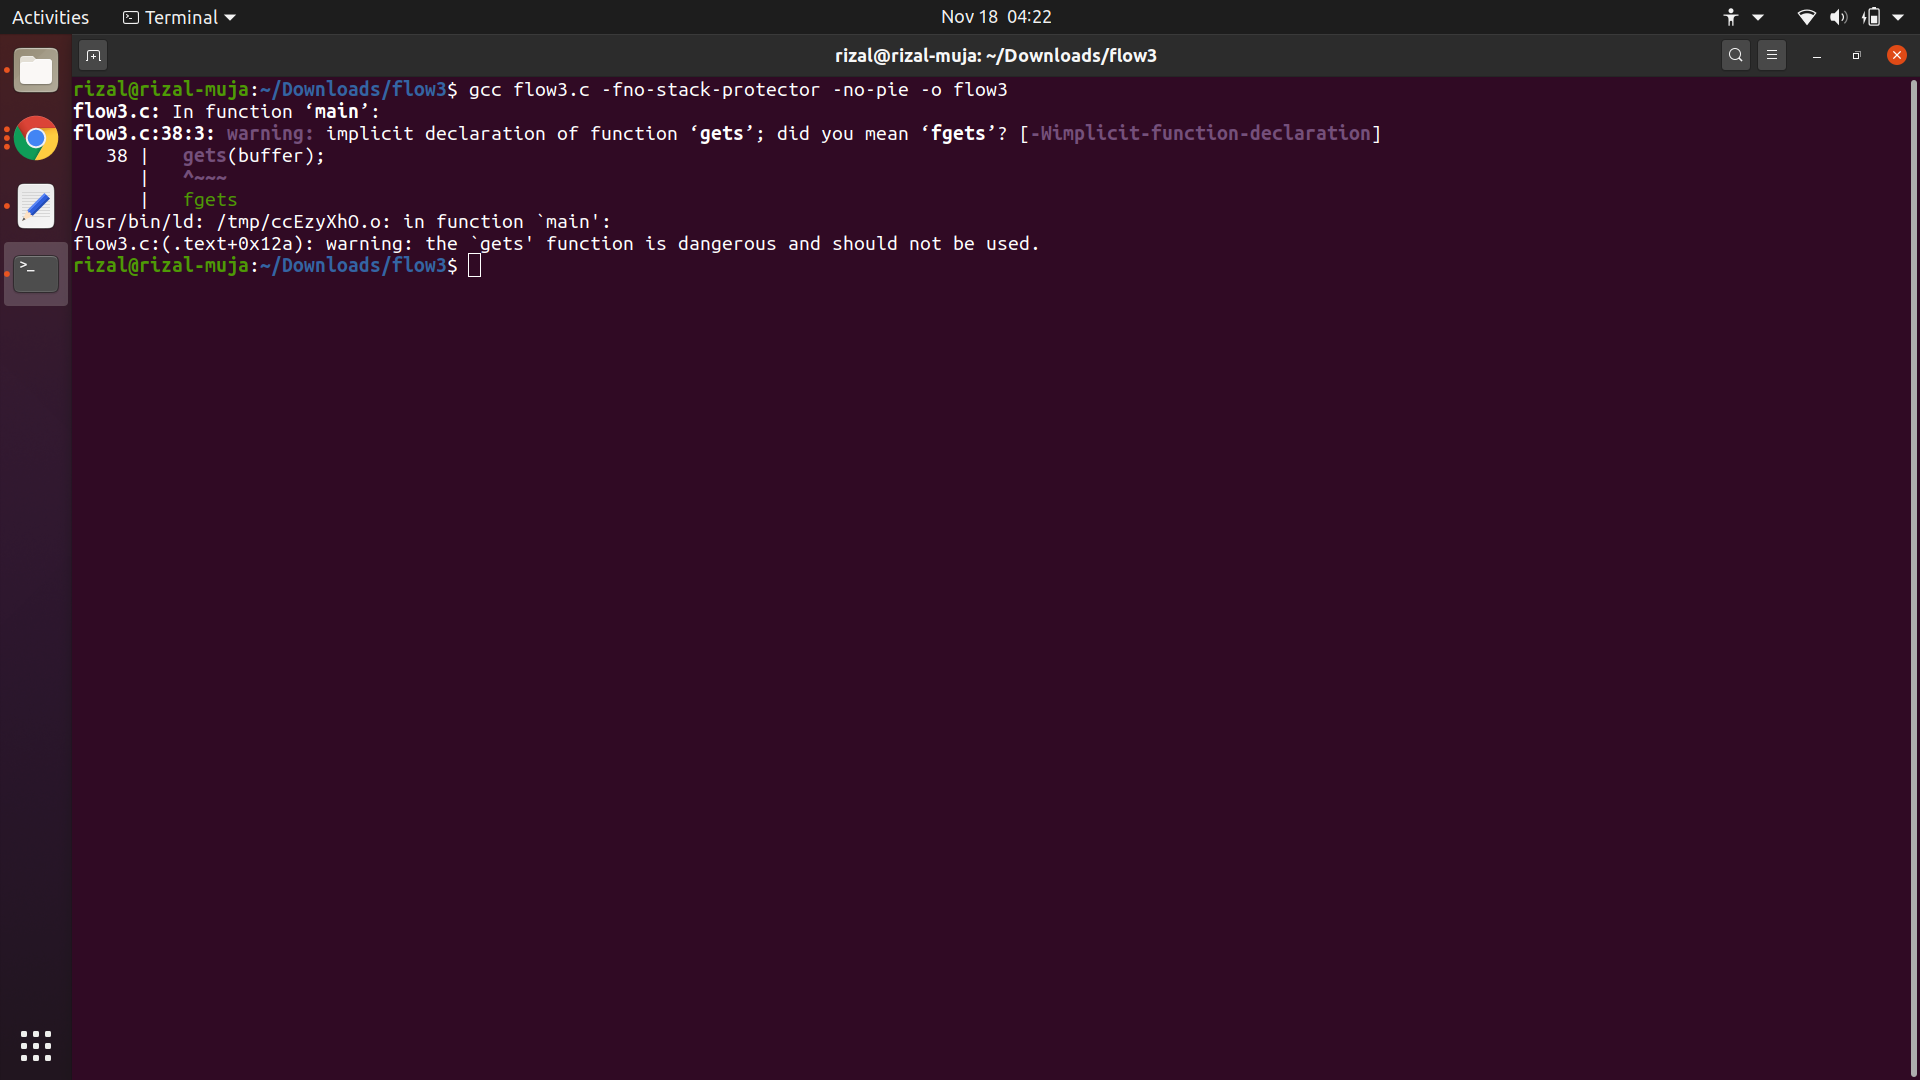 Activities Terminal Nov 18 04:22
rizal@rizal-muja: ~/Downloads/flow3
rizal@rizal-muja:~/Downloads/flow3$ gcc flow3.c -fno-stack-protector -no-pie -o flow3
flow3.c: In function ‘main’:
flow3.c:38:3: warning: implicit declaration of function ‘gets’; did you mean ‘fgets’? [-Wimplicit-function-declaration]
   38 |   gets(buffer);
      |   ^~~~
      |   fgets
/usr/bin/ld: /tmp/ccEzyXhO.o: in function `main':
flow3.c:(.text+0x12a): warning: the `gets' function is dangerous and should not be used.
rizal@rizal-muja:~/Downloads/flow3$